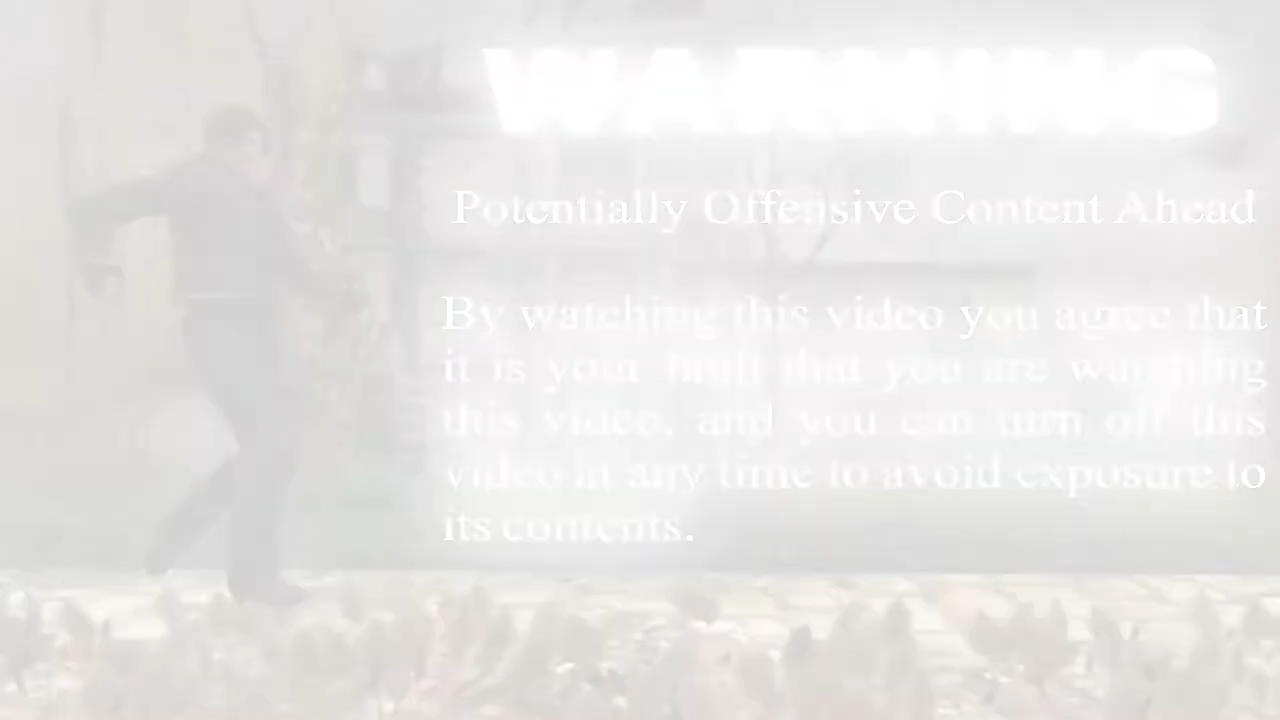 WARNING
Potentially Offensive Content Ahead
By watching this video you agree that
it is your fault that you are watching
this video, and you can turn off this
video at any time to avoid exposure to
its contents.